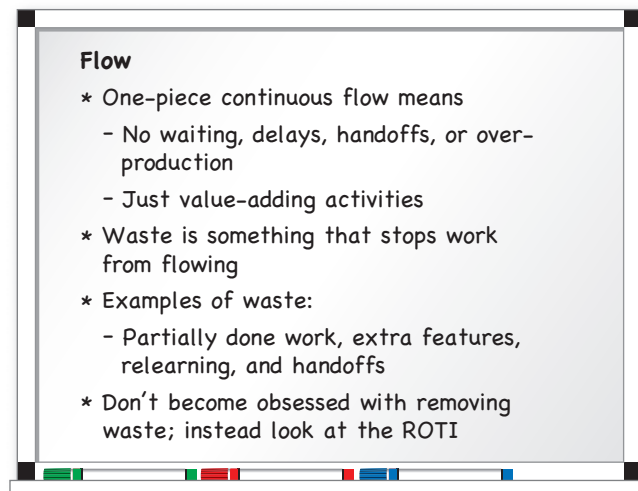 Flow
* One-piece continuous flow means
- No waiting, delays, handoffs, or over-
production
- Just value-adding activities
* Waste is something that stops work
from flowing
* Examples of waste:
- Partially done work, extra features,
relearning, and handoffs
* Don't become obsessed with removing
waste; instead look at the ROTI